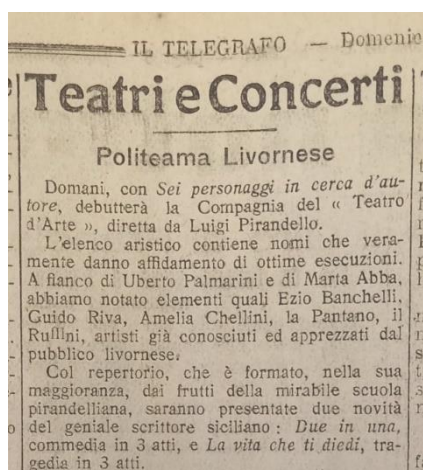 IL TELEGRAFO — Domenic
Teatri e Concerti
Politeama Livornese
Domani, con Sei personaggi in cerca d'au-
tore, debutterà la Compagnia del « Teatro
d'Arte », diretta da Luigi Pirandello.
L'elenco aristico contiene nomi che vera-
mente danno affidamento di ottime esecuzioni.
A fianco di Uberto Palmarini e di Marta Abba,
abbiamo notato elementi quali Ezio Banchelli,
Guido Riva, Amelia Chellini, la Pantano, il
Ruffini, artisti già conosciuti ed apprezzati dal
pubblico livornese.
Col repertorio, che è formato, nella sua
maggioranza, dai frutti della mirabile scuola
pirandelliana, saranno presentate due novità
del geniale scrittore siciliano : Due in una,
commedia in 3 atti, e La vita che ti diedi, tra-
gedia in 3 atti.